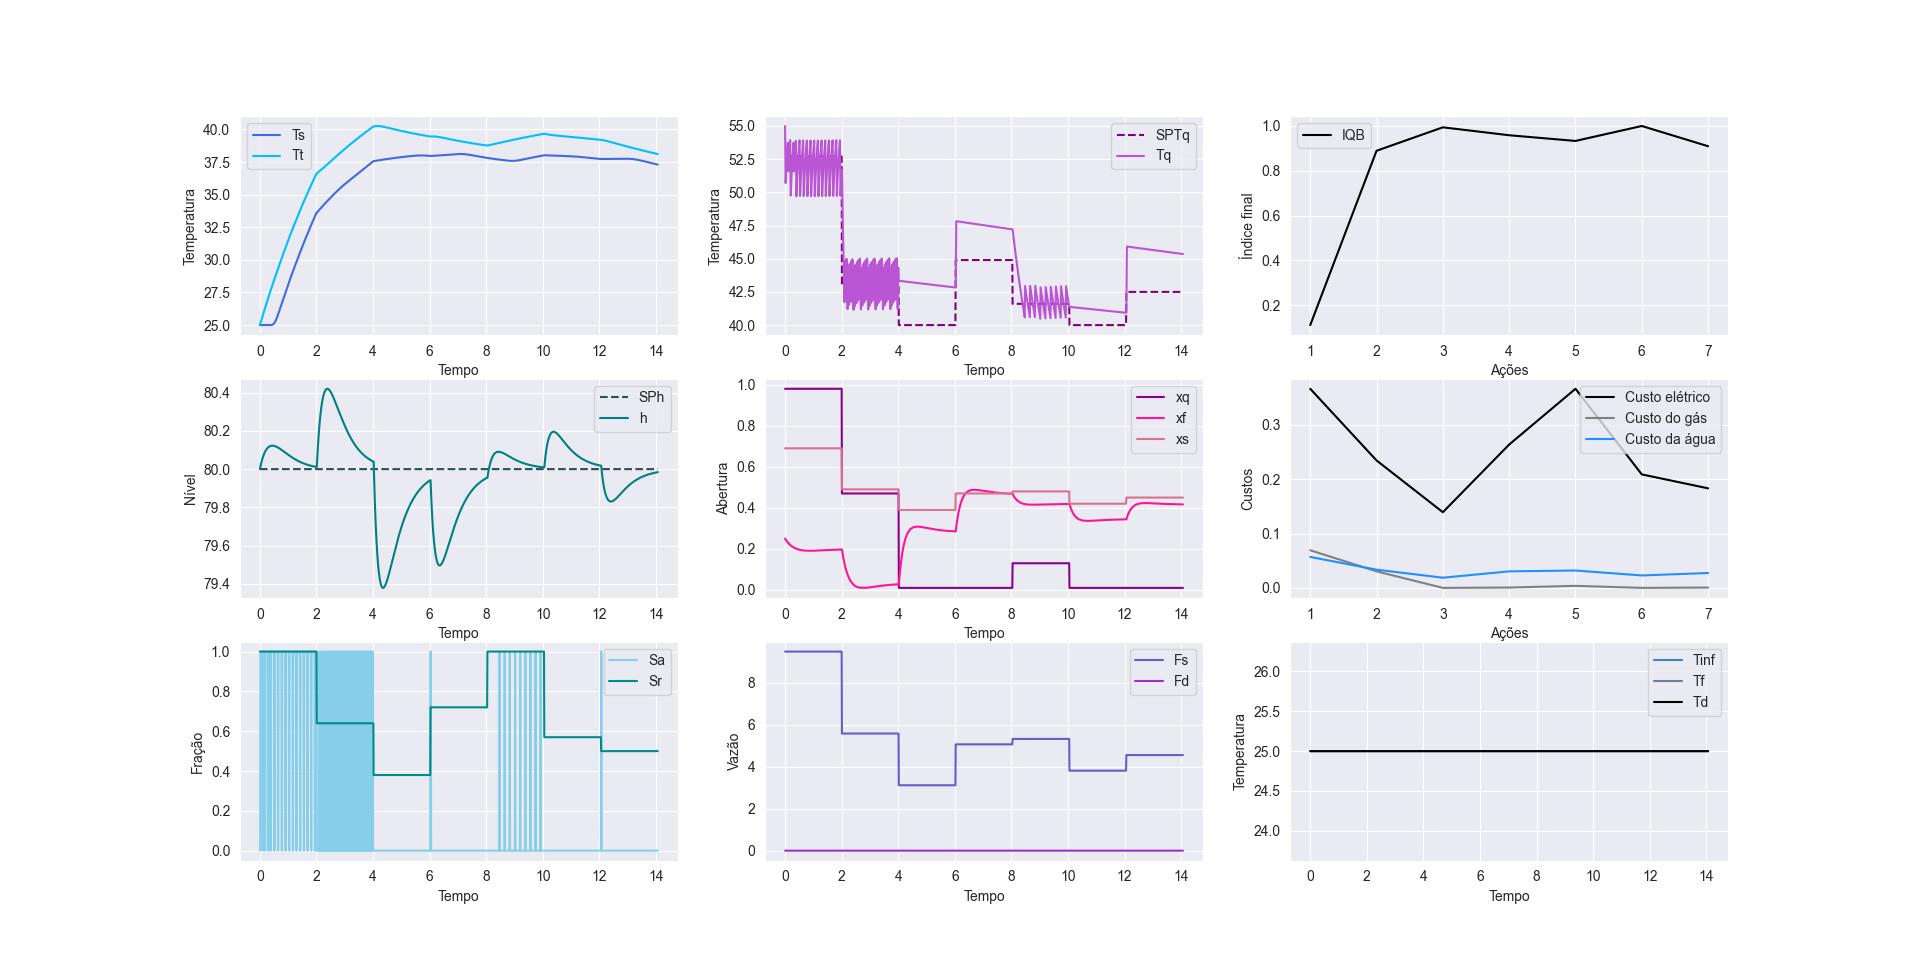 Temperatura
40.0
37.5
35.0
32.5
30.0
27.5
25.0
Ts
Tt
0 2 4 6 8 10 12 14
Tempo
Temperatura
55.0
52.5
50.0
47.5
45.0
42.5
40.0
SPTq
Tq
0 2 4 6 8 10 12 14
Tempo
Índice final
1.0
0.8
0.6
0.4
0.2
IQB
1 2 3 4 5 6 7
Ações
Nível
80.4
80.2
80.0
79.8
79.6
79.4
SPh
h
0 2 4 6 8 10 12 14
Tempo
Abertura
1.0
0.8
0.6
0.4
0.2
0.0
xq
xf
xs
0 2 4 6 8 10 12 14
Tempo
Custos
0.3
0.2
0.1
0.0
Custo elétrico
Custo do gás
Custo da água
1 2 3 4 5 6 7
Ações
Fração
1.0
0.8
0.6
0.4
0.2
0.0
Sa
Sr
0 2 4 6 8 10 12 14
Tempo
Vazão
8
6
4
2
0
Fs
Fd
0 2 4 6 8 10 12 14
Tempo
Temperatura
26.0
25.5
25.0
24.5
24.0
Tinf
Tf
Td
0 2 4 6 8 10 12 14
Tempo